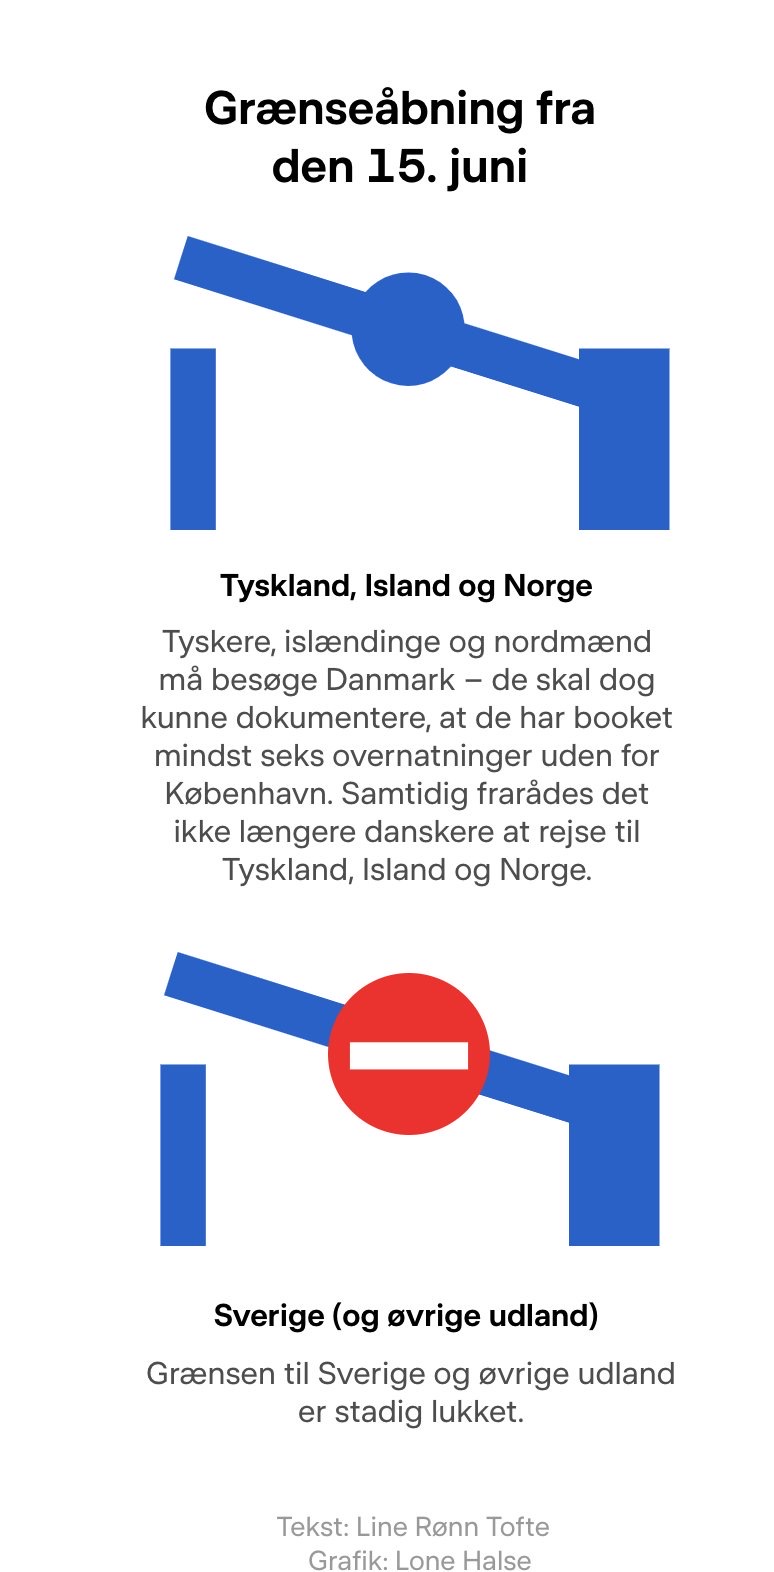 Grænseåbning fra
den 15. juni
Tyskland, Island og Norge
Tyskere, islændinge og nordmænd
må besøge Danmark – de skal dog
kunne dokumentere, at de har booket
mindst seks overnatninger uden for
København. Samtidig frarådes det
ikke længere danskere at rejse til
Tyskland, Island og Norge.
Sverige (og øvrige udland)
Grænsen til Sverige og øvrige udland
er stadig lukket.
Tekst: Line Rønn Tofte
Grafik: Lone Halse